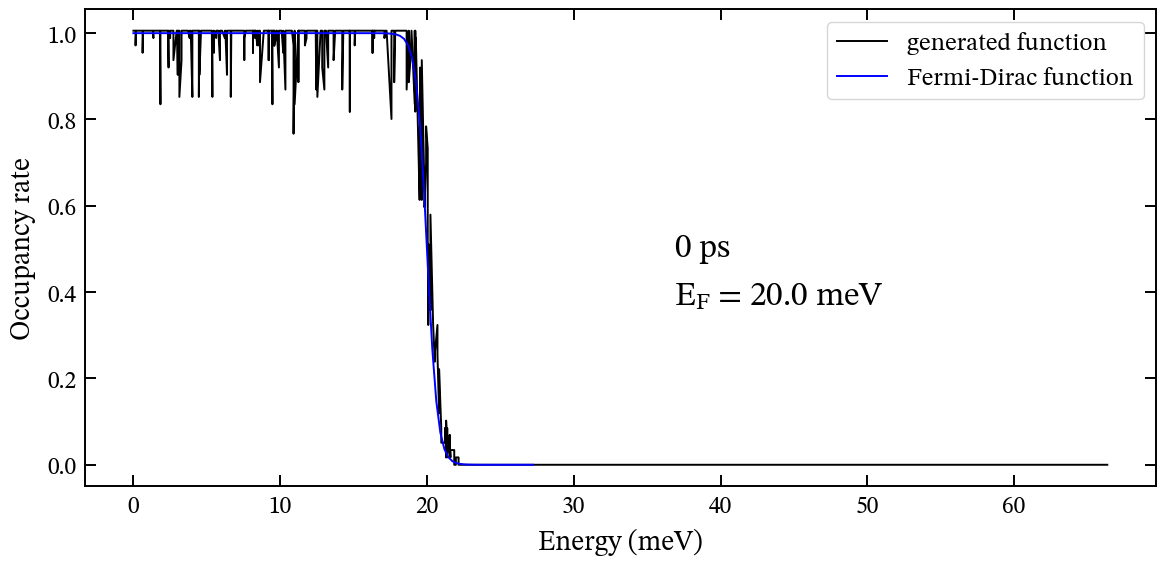 generated function
Fermi-Dirac function
1.0
0.8
0.6
0.4
0.2
0.0
Occupancy rate
0 ps
E_F = 20.0 meV
0 10 20 30 40 50 60
Energy (meV)